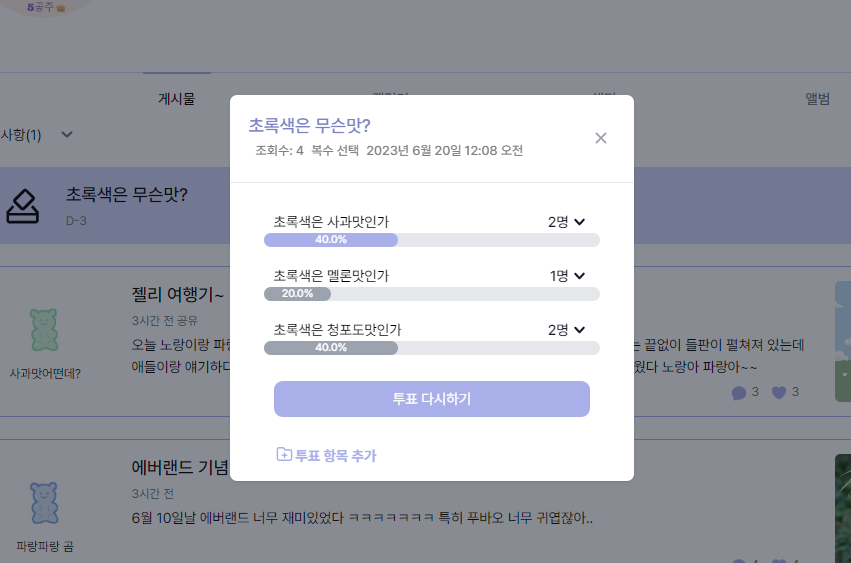 5공주
게시물
앨범
사항(1)
초록색은 무슨맛?
조회수: 4 복수 선택 2023년 6월 20일 12:08 오전
초록색은 무슨맛?
D-3
초록색은 사과맛인가 2명
40.0%
초록색은 멜론맛인가 1명
20.0%
초록색은 청포도맛인가 2명
40.0%
투표 다시하기
투표 항목 추가
젤리 여행기~
3시간 전 공유
오늘 노랑이랑 끝없이 들판이 펼쳐져 있는데
애들이랑 얘기하다 노랑아 파랑아~~
3 3
사과맛어떤데?
에버랜드 기념
3시간 전
6월 10일날 에버랜드 너무 재미있었다 ㅋㅋㅋㅋㅋㅋㅋ 특히 푸바오 너무 귀엽잖아..
파랑파랑 곰